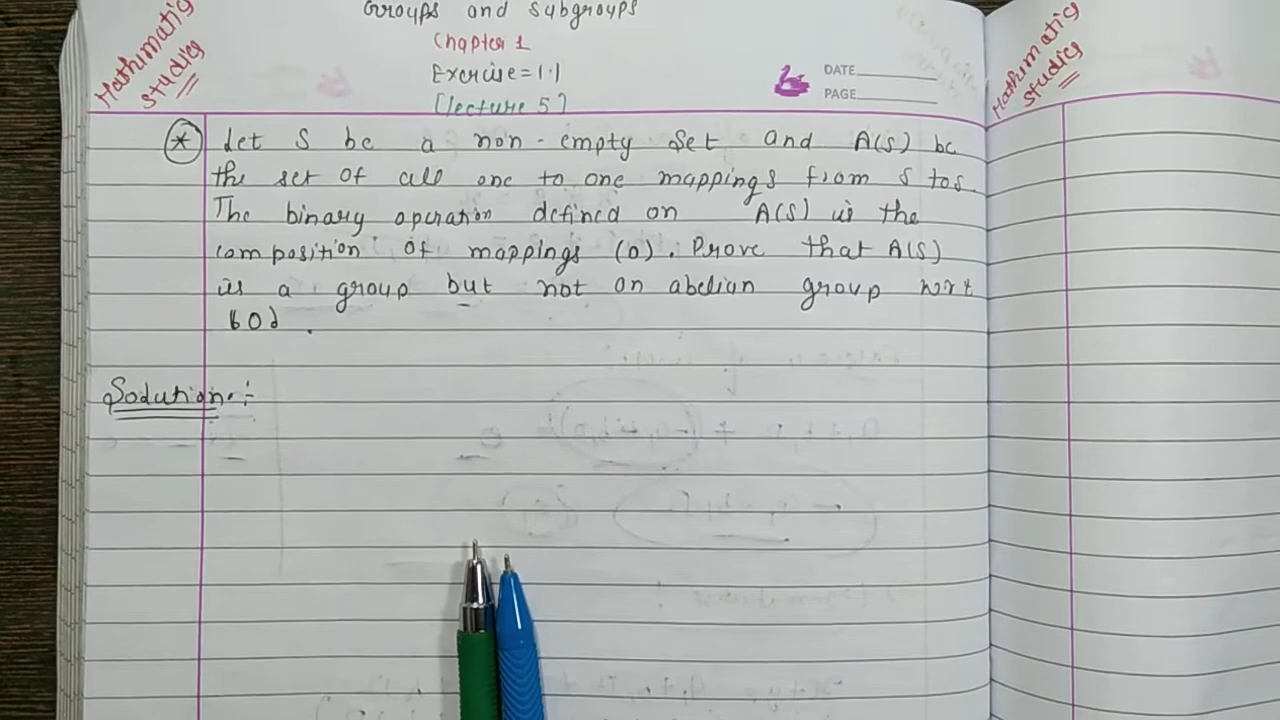 Groups and Subgroups
Chapter 1
Exercise=1.1
[lecture 5]
Mathematics
studies
DATE
PAGE
Mathematics
studies
* Let S be a non-empty Set and A(S) be
the set of all one to one mappings from S to S.
The binary operation defined on A(S) is the
composition of mappings (o). Prove that A(S)
is a group but not an abelian group w.r.t
Solution:-